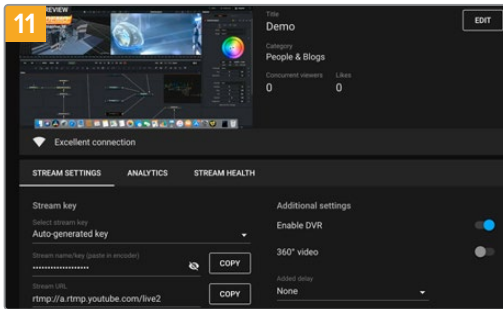 11
PREVIEW
Title
Demo
EDIT
Category
People & Blogs
Concurrent viewers Likes
0 0
Excellent connection
STREAM SETTINGS ANALYTICS STREAM HEALTH
Stream key
Additional settings
Select stream key
Auto-generated key
Enable DVR
Stream name/key (paste in encoder)
•••••••••••••••••••
COPY
360° video
Stream URL
rtmp://a.rtmp.youtube.com/live2
COPY
Added delay
None